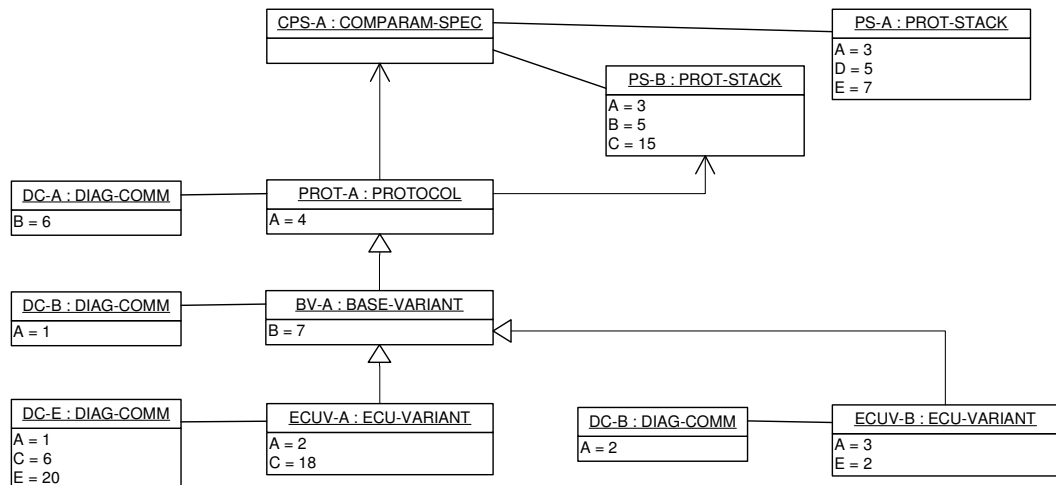 CPS-A : COMPARAM-SPEC
PS-A : PROT-STACK
A = 3
D = 5
E = 7
PS-B : PROT-STACK
A = 3
B = 5
C = 15
DC-A : DIAG-COMM
B = 6
PROT-A : PROTOCOL
A = 4
DC-B : DIAG-COMM
A = 1
BV-A : BASE-VARIANT
B = 7
DC-E : DIAG-COMM
A = 1
C = 6
E = 20
ECUV-A : ECU-VARIANT
A = 2
C = 18
DC-B : DIAG-COMM
A = 2
ECUV-B : ECU-VARIANT
A = 3
E = 2